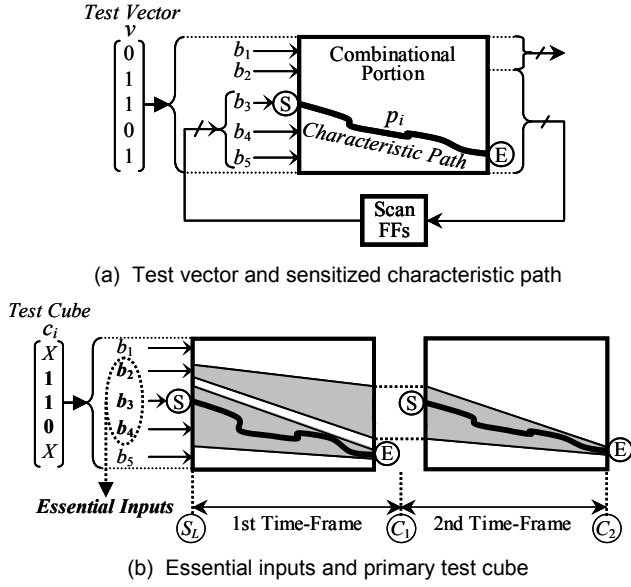 Test Vector
v
0
1
1
0
1
b1
b2
b3
b4
b5
S
Combinational
Portion
pi
Characteristic Path
E
Scan
FFs
(a) Test vector and sensitized characteristic path
Test Cube
ci
X
1
1
0
X
b1
b2
b3
b4
b5
S
E
S
E
Essential Inputs
SL
1st Time-Frame
C1
2nd Time-Frame
C2
(b) Essential inputs and primary test cube